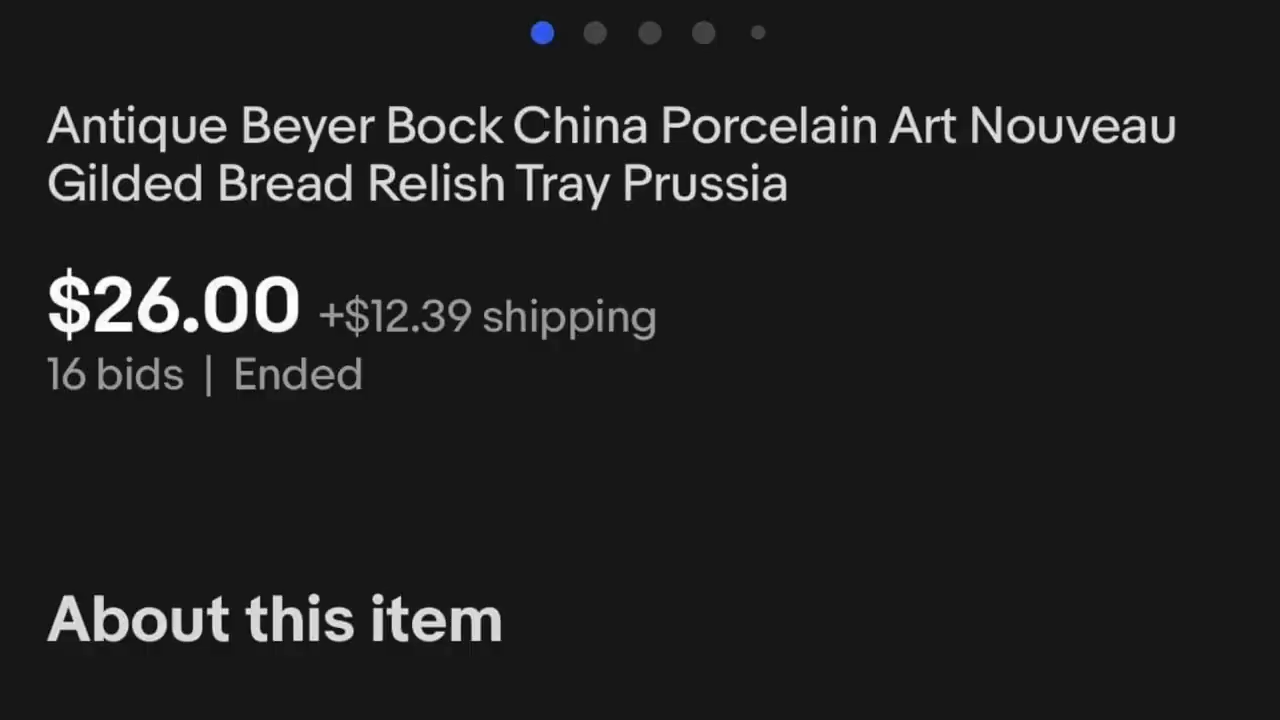 Antique Beyer Bock China Porcelain Art Nouveau
Gilded Bread Relish Tray Prussia
$26.00 +$12.39 shipping
16 bids | Ended
About this item